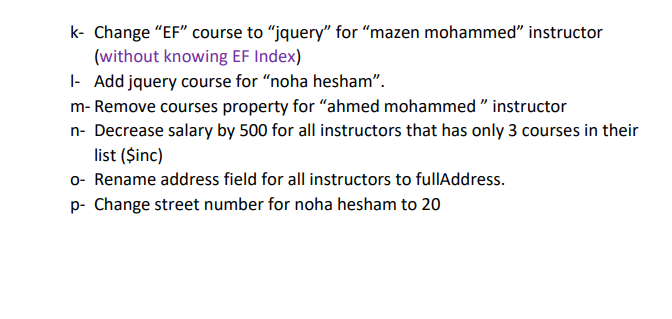 k- Change “EF” course to “jquery” for “mazen mohammed” instructor
(without knowing EF Index)
l- Add jquery course for “noha hesham”.
m- Remove courses property for “ahmed mohammed ” instructor
n- Decrease salary by 500 for all instructors that has only 3 courses in their
list ($inc)
o- Rename address field for all instructors to fullAddress.
p- Change street number for noha hesham to 20